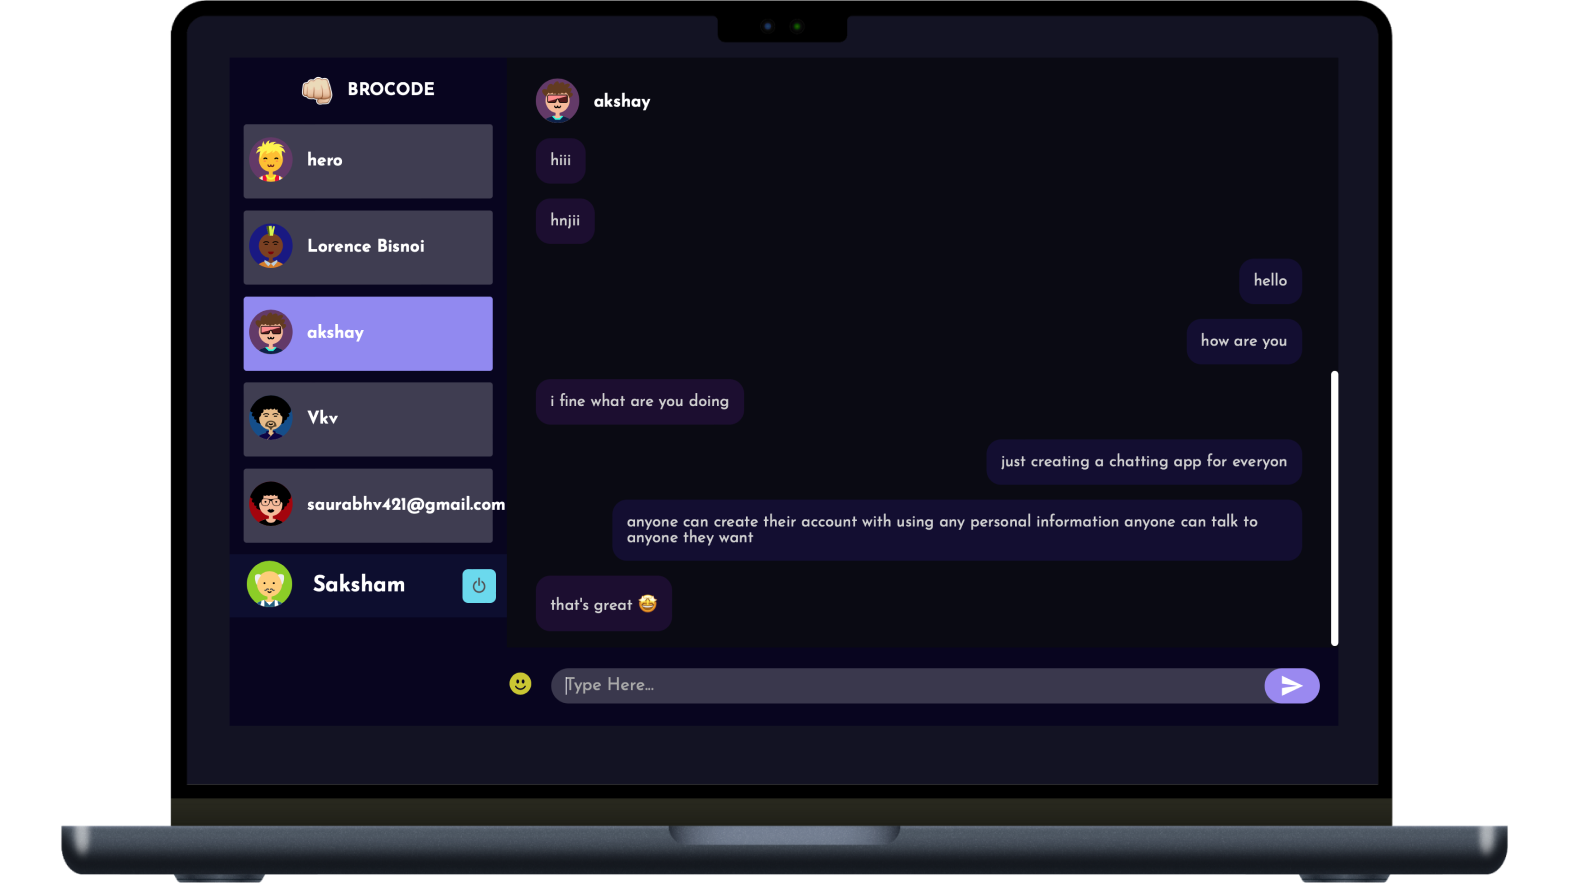 BROCODE
hero
Lorence Bisnoi
akshay
Vkv
saurabhv421@gmail.com
Saksham
akshay
hiii
hnjii
hello
how are you
i fine what are you doing
just creating a chatting app for everyon
anyone can create their account with using any personal information anyone can talk to
anyone they want
that's great 🤩
Type Here...